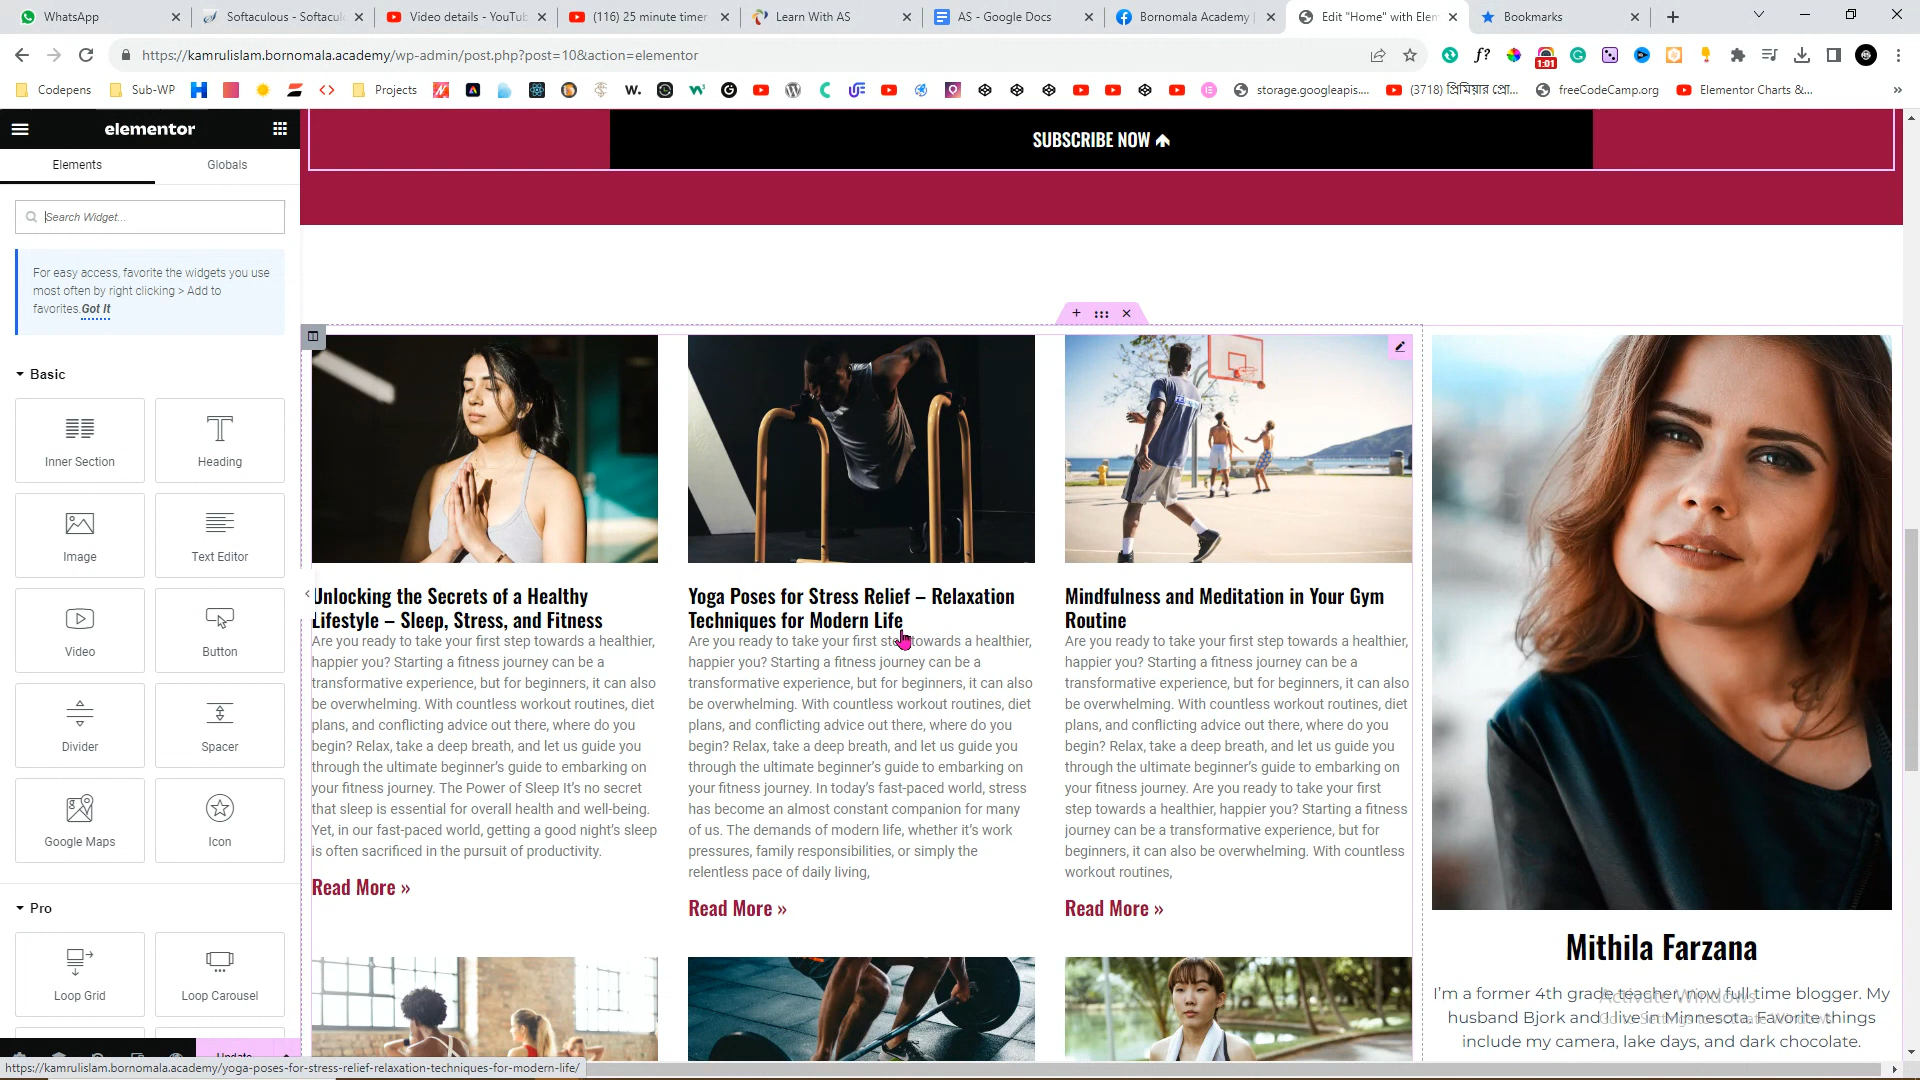 WhatsApp
Softaculous - Softacul
Video details - YouTub
(116) 25 minute timer
Learn With AS
AS - Google Docs
Bornomala Academy |
Edit "Home" with Elem
Bookmarks
https://kamrulislam.bornomala.academy/wp-admin/post.php?post=10&action=elementor
f?
1:01
Codepens
Sub-WP
Projects
storage.googleapis....
(3718) প্রিমিয়ার প্রো...
freeCodeCamp.org
Elementor Charts &...
elementor
Elements
Globals
Search Widget...
For easy access, favorite the widgets you use
most often by right clicking > Add to
favorites.Got It
Basic
Inner Section
Heading
Image
Text Editor
Video
Button
Divider
Spacer
Google Maps
Icon
Pro
Loop Grid
Loop Carousel
Update
SUBSCRIBE NOW
Unlocking the Secrets of a Healthy
Lifestyle – Sleep, Stress, and Fitness
Are you ready to take your first step towards a healthier,
happier you? Starting a fitness journey can be a
transformative experience, but for beginners, it can also
be overwhelming. With countless workout routines, diet
plans, and conflicting advice out there, where do you
begin? Relax, take a deep breath, and let us guide you
through the ultimate beginner's guide to embarking on
your fitness journey. The Power of Sleep It's no secret
that sleep is essential for overall health and well-being.
Yet, in our fast-paced world, getting a good night's sleep
is often sacrificed in the pursuit of productivity.
Read More »
Yoga Poses for Stress Relief – Relaxation
Techniques for Modern Life
Are you ready to take your first step towards a healthier,
happier you? Starting a fitness journey can be a
transformative experience, but for beginners, it can also
be overwhelming. With countless workout routines, diet
plans, and conflicting advice out there, where do you
begin? Relax, take a deep breath, and let us guide you
through the ultimate beginner's guide to embarking on
your fitness journey. In today's fast-paced world, stress
has become an almost constant companion for many
of us. The demands of modern life, whether it's work
pressures, family responsibilities, or simply the
relentless pace of daily living,
Read More »
Mindfulness and Meditation in Your Gym
Routine
Are you ready to take your first step towards a healthier,
happier you? Starting a fitness journey can be a
transformative experience, but for beginners, it can also
be overwhelming. With countless workout routines, diet
plans, and conflicting advice out there, where do you
begin? Relax, take a deep breath, and let us guide you
through the ultimate beginner's guide to embarking on
your fitness journey. Are you ready to take your first
step towards a healthier, happier you? Starting a fitness
journey can be a transformative experience, but for
beginners, it can also be overwhelming. With countless
workout routines,
Read More »
Mithila Farzana
I'm a former 4th grade teacher, now full time blogger. My
husband Bjork and I live in Minnesota. Favorite things
include my camera, lake days, and dark chocolate.
Activate Windows
Go to Settings to activate Windows.
https://kamrulislam.bornomala.academy/yoga-poses-for-stress-relief-relaxation-techniques-for-modern-life/